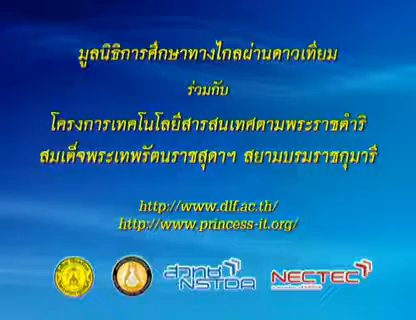 มูลนิธิการศึกษาทางไกลผ่านดาวเทียม
ร่วมกับ
โครงการเทคโนโลยีสารสนเทศตามพระราชดำริ
สมเด็จพระเทพรัตนราชสุดาฯ สยามบรมราชกุมารี
http://www.dlf.ac.th/
http://www.princess-it.org/
สวทช
NSTDA
NECTEC